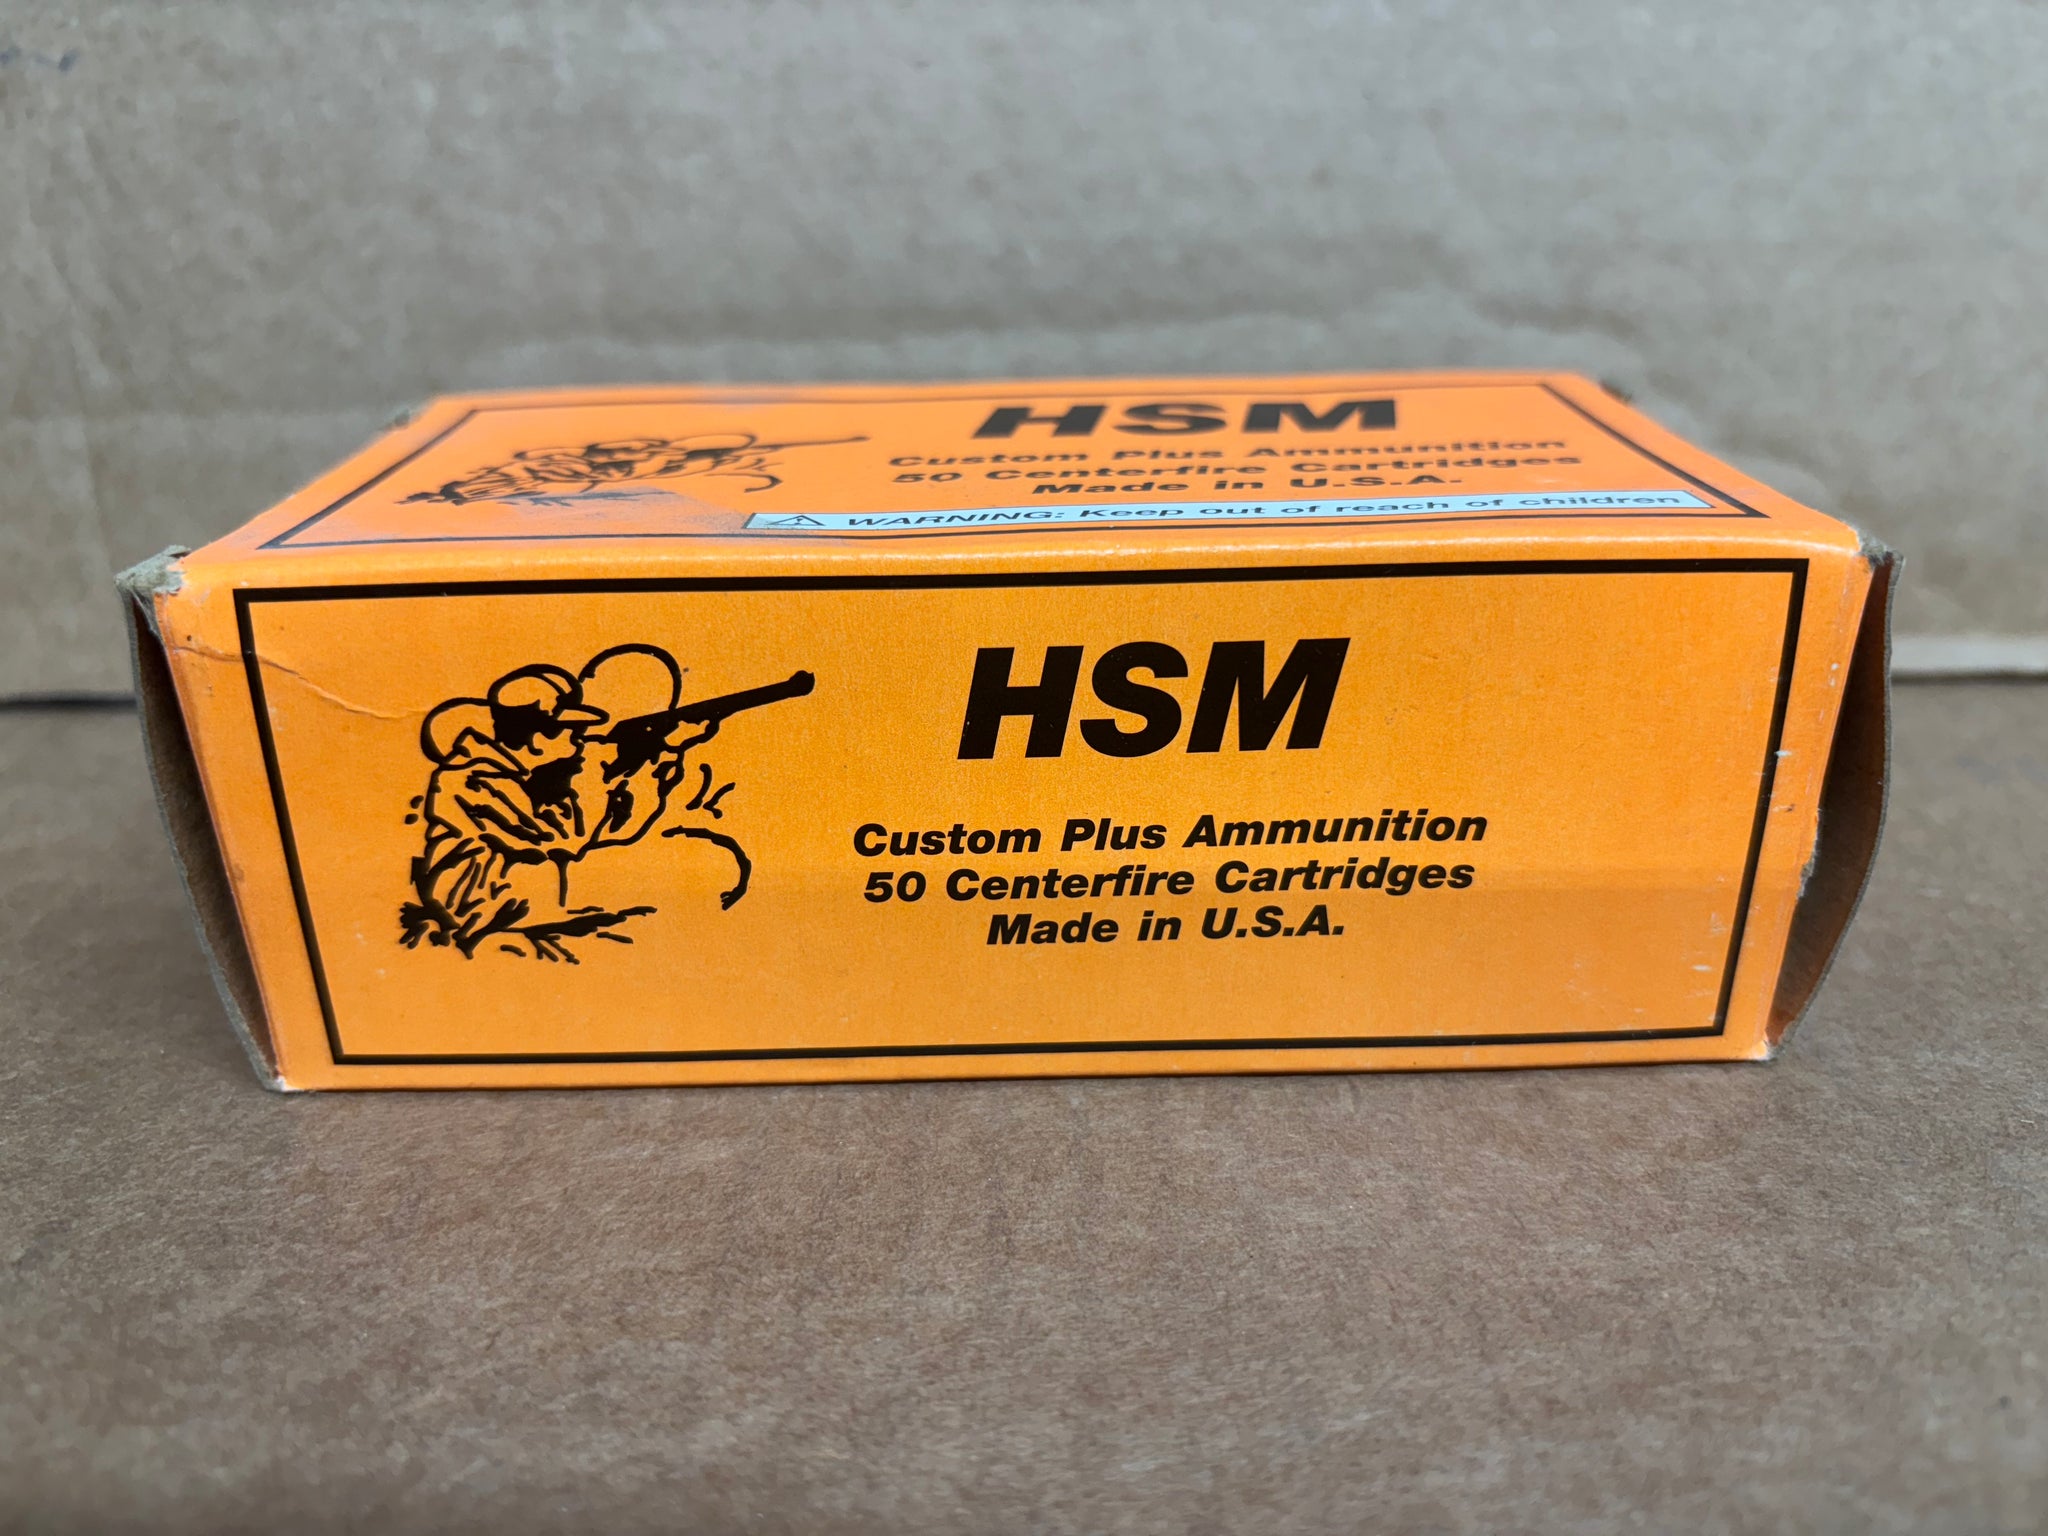 HSM
Custom Plus Ammunition
50 Centerfire Cartridges
Made in U.S.A.
WARNING: Keep out of reach of children
HSM
Custom Plus Ammunition
50 Centerfire Cartridges
Made in U.S.A.